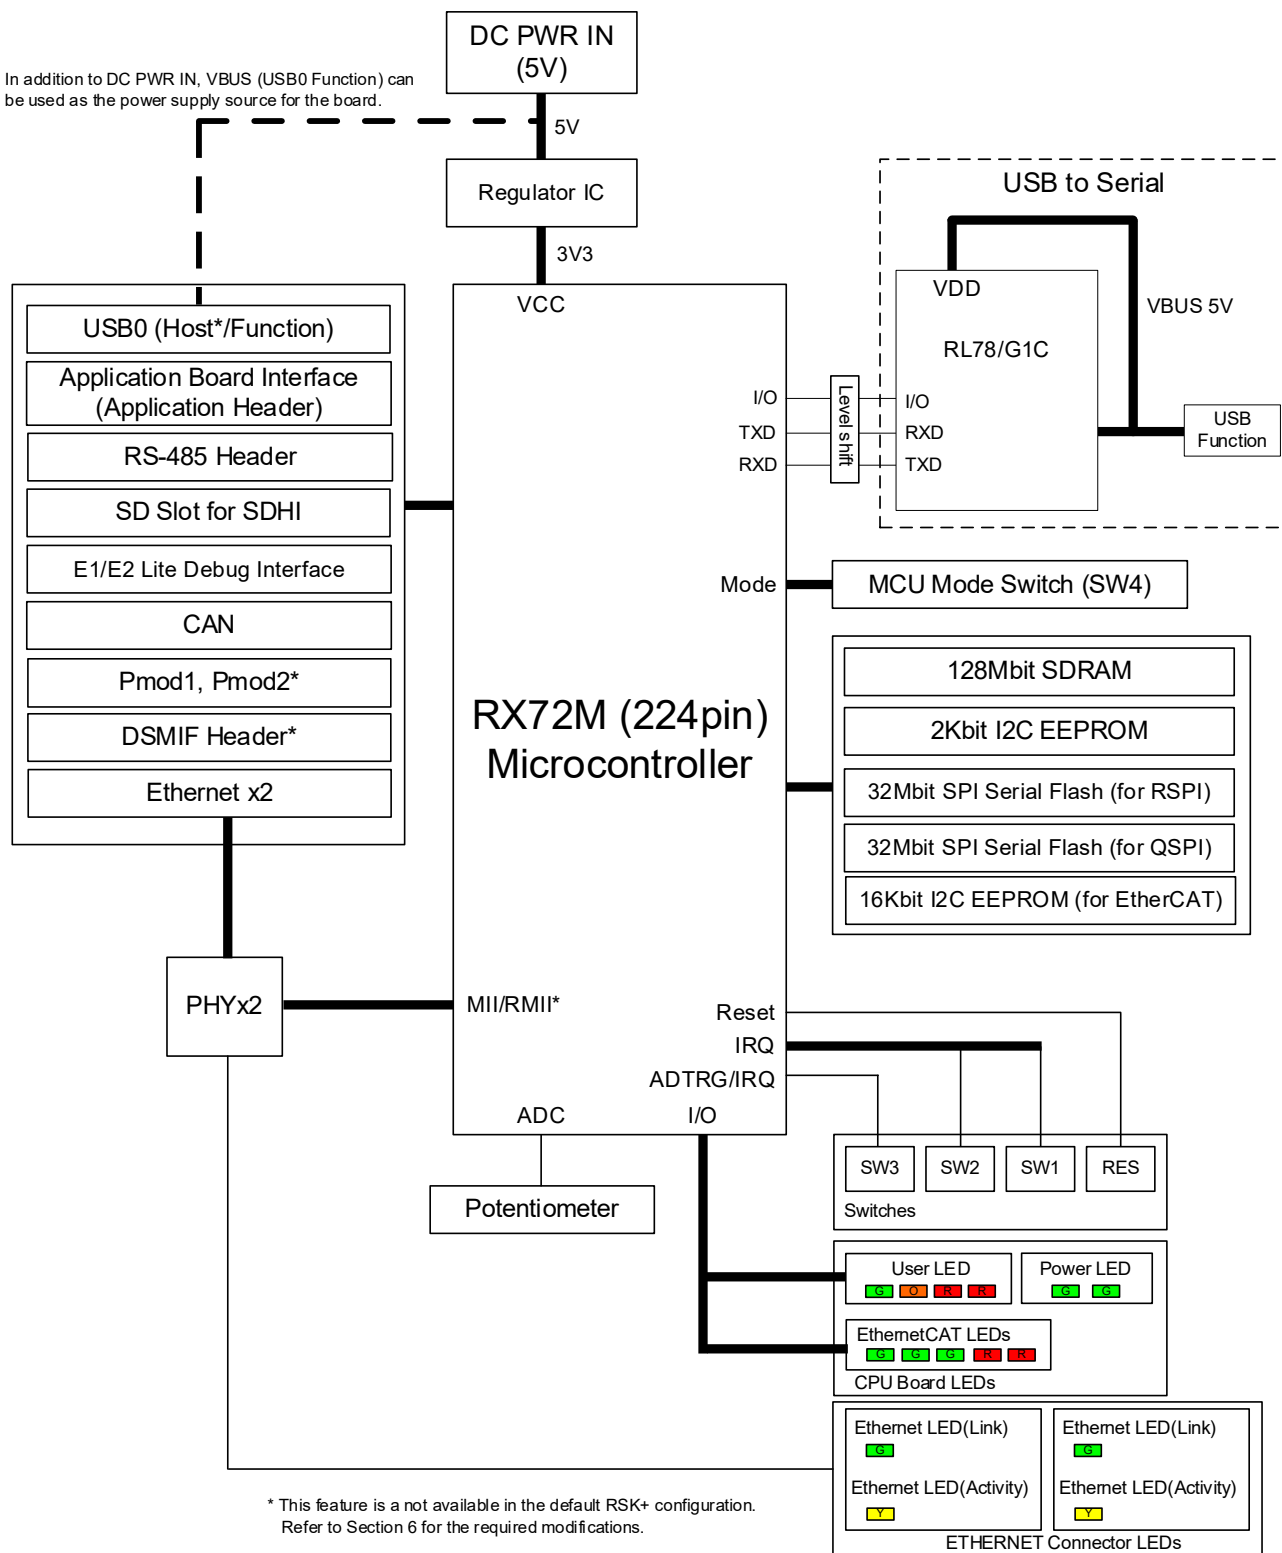 DC PWR IN
(5V)
In addition to DC PWR IN, VBUS (USB0 Function) can
be used as the power supply source for the board.
5V
Regulator IC
3V3
USB to Serial
VDD
VBUS 5V
RL78/G1C
I/O
RXD
TXD
USB
Function
Level shift
I/O
TXD
RXD
VCC
USB0 (Host*/Function)
Application Board Interface
(Application Header)
RS-485 Header
SD Slot for SDHI
E1/E2 Lite Debug Interface
CAN
Pmod1, Pmod2*
DSMIF Header*
Ethernet x2
Mode
MCU Mode Switch (SW4)
RX72M (224pin)
Microcontroller
128Mbit SDRAM
2Kbit I2C EEPROM
32Mbit SPI Serial Flash (for RSPI)
32Mbit SPI Serial Flash (for QSPI)
16Kbit I2C EEPROM (for EtherCAT)
PHYx2
MII/RMII*
Reset
IRQ
ADTRG/IRQ
ADC
I/O
Potentiometer
SW3
SW2
SW1
RES
Switches
User LED
G O R R
Power LED
G G
EthernetCAT LEDs
G G G R R
CPU Board LEDs
Ethernet LED(Link)
G
Ethernet LED(Activity)
Y
Ethernet LED(Link)
G
Ethernet LED(Activity)
Y
ETHERNET Connector LEDs
* This feature is a not available in the default RSK+ configuration.
Refer to Section 6 for the required modifications.